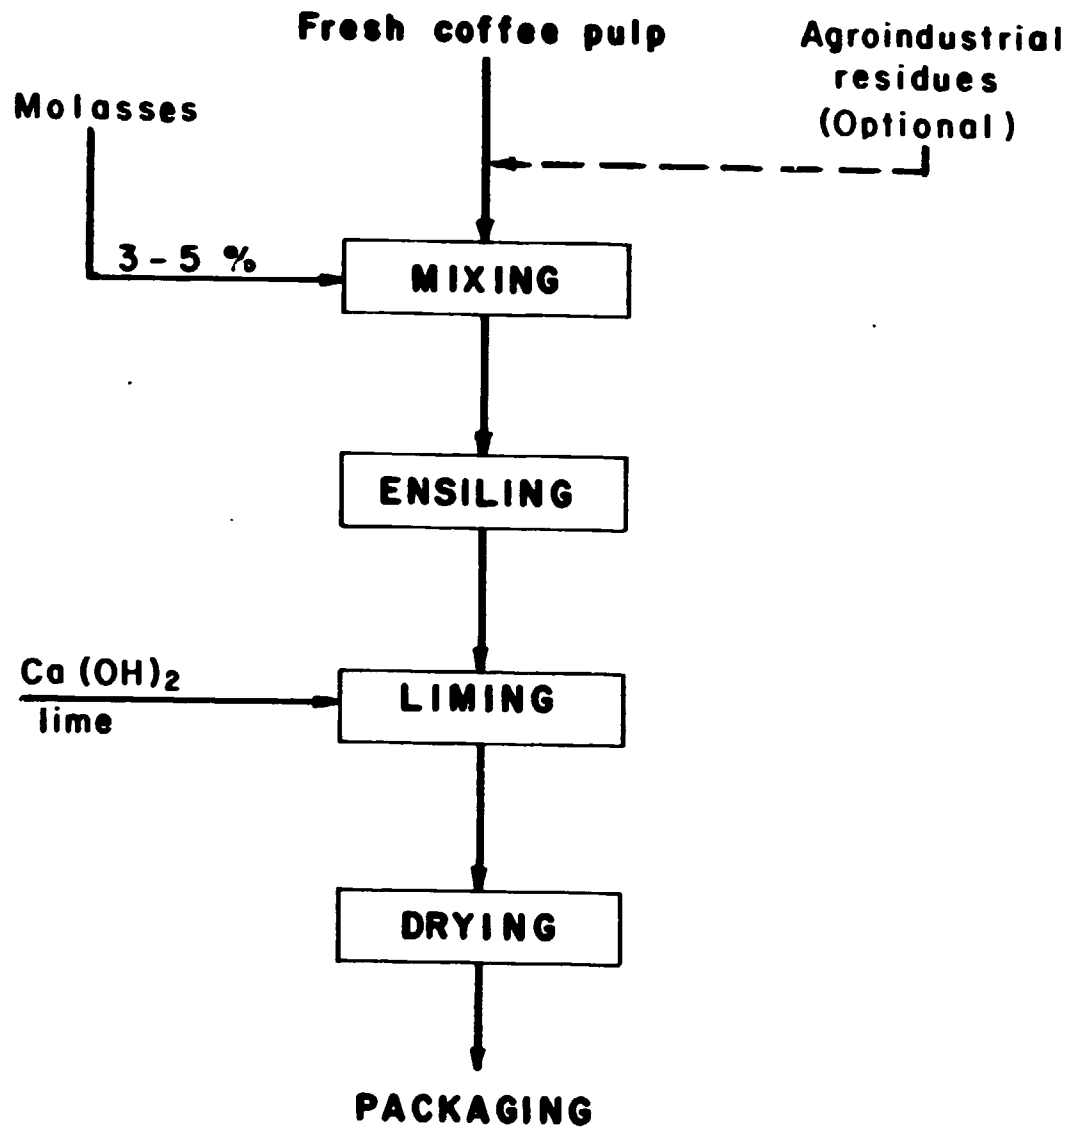 Fresh coffee pulp
Agroindustrial
residues
(Optional)
Molasses
3-5 %
MIXING
ENSILING
Ca (OH)₂
lime
LIMING
DRYING
PACKAGING